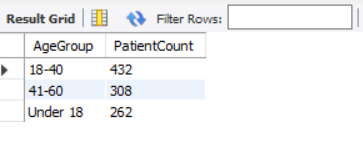 Result Grid Filter Rows:
AgeGroup PatientCount
18-40 432
41-60 308
Under 18 262